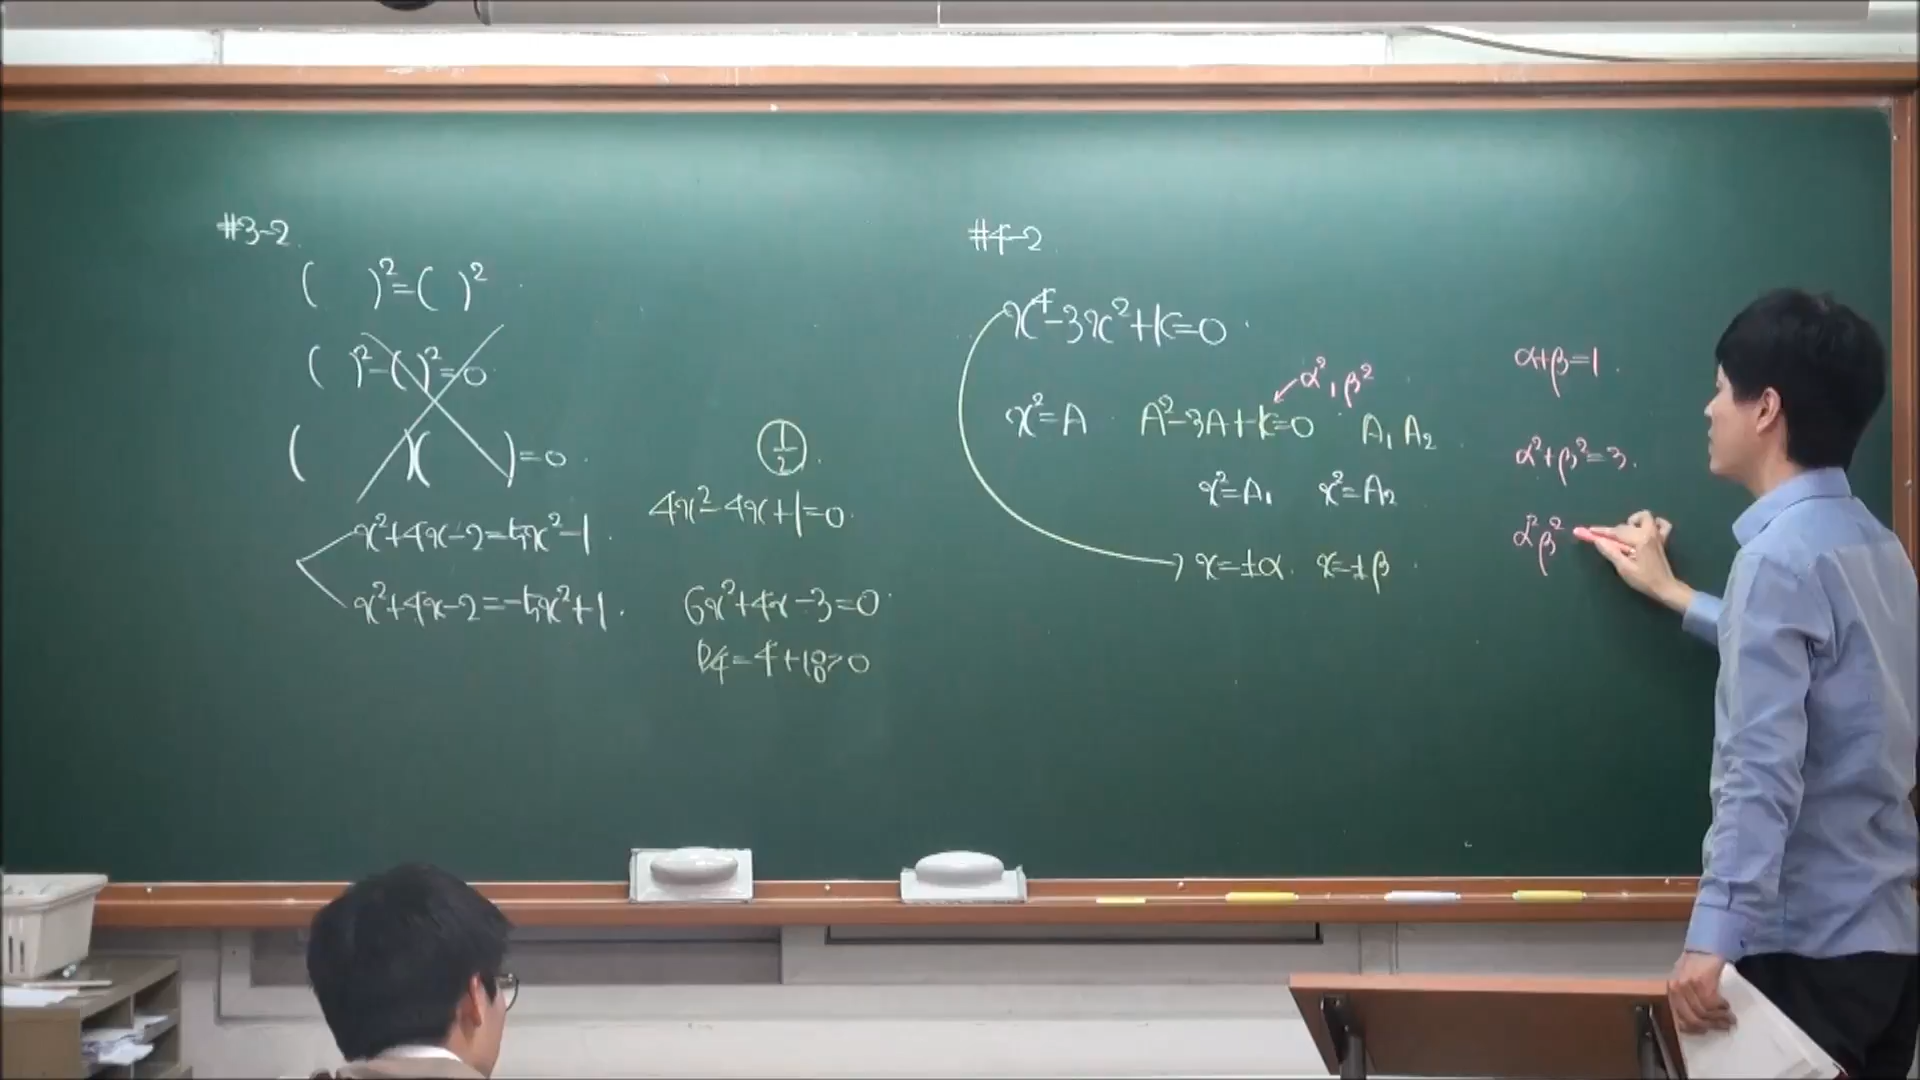 #3-2.
(   )²=(   )²
(   )²-(   )²=0
(   )(   )=0
x²+4x-2=5x²-1
x²+4x-2=-5x²+1
1/2
4x²-4x+1=0
6x²+4x-3=0
D/4=4+18>0
#4-2
x⁴-3x²+k=0
α², β²
x²=A   A²-3A+k=0   A₁ A₂
x²=A₁   x²=A₂
x=±α   x=±β
α+β=1
α²+β²=3
α²β²=